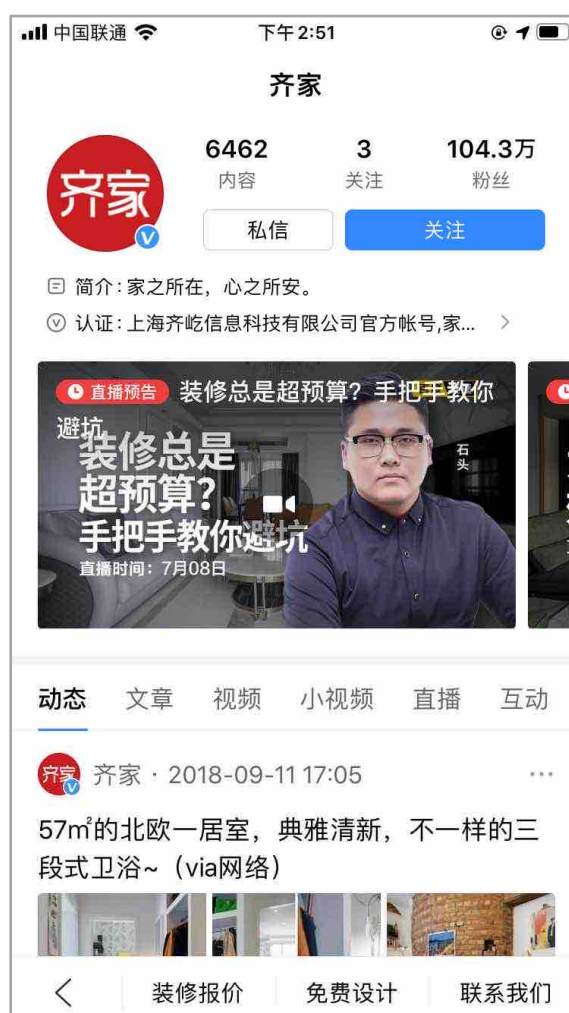 中国联通 下午2:51
齐家
齐家
6462 3 104.3万
内容 关注 粉丝
私信 关注
简介:家之所在，心之所安。
认证:上海齐屹信息科技有限公司官方帐号,家...
直播预告 装修总是超预算？手把手教你
避坑
装修总是
超预算?
手把手教你避坑
直播时间：7月08日
石头
动态 文章 视频 小视频 直播 互动
齐家
齐家 · 2018-09-11 17:05
57㎡的北欧一居室，典雅清新，不一样的三
段式卫浴~（via网络）
装修报价 免费设计 联系我们